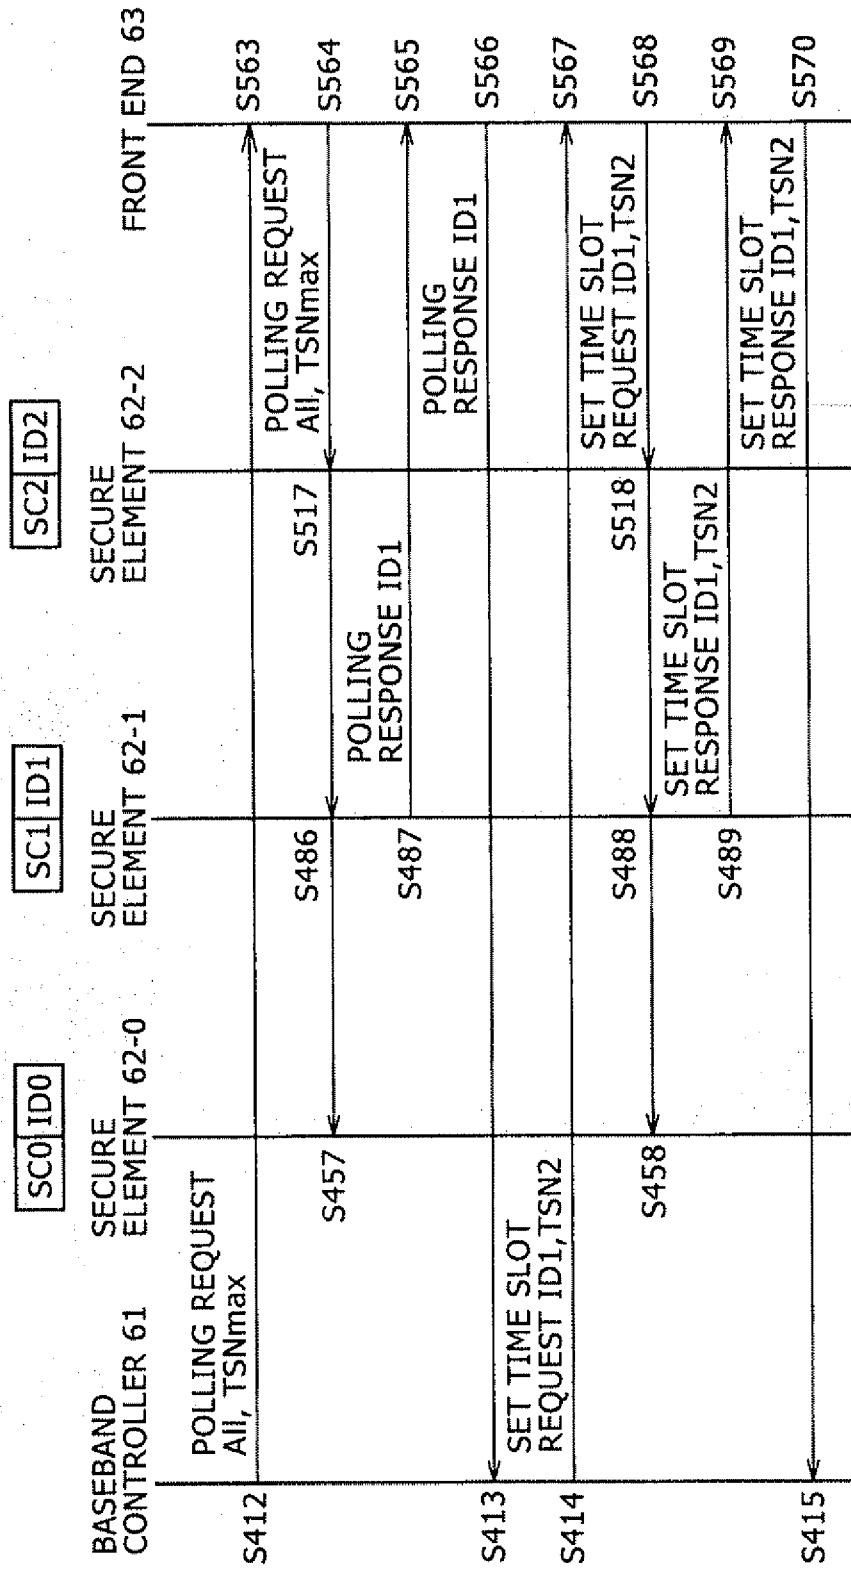 SC0 ID0
SC1 ID1
SC2 ID2
BASEBAND
CONTROLLER 61
SECURE
ELEMENT 62-0
SECURE
ELEMENT 62-1
SECURE
ELEMENT 62-2
FRONT END 63
S412
POLLING REQUEST
All, TSNmax
S563
POLLING REQUEST
All, TSNmax
S457
S486
S517
S564
POLLING
RESPONSE ID1
S487
S565
POLLING
RESPONSE ID1
S413
S566
SET TIME SLOT
REQUEST ID1,TSN2
S414
S567
SET TIME SLOT
REQUEST ID1,TSN2
S458
S488
S518
S568
SET TIME SLOT
RESPONSE ID1,TSN2
S489
S569
SET TIME SLOT
RESPONSE ID1,TSN2
S415
S570